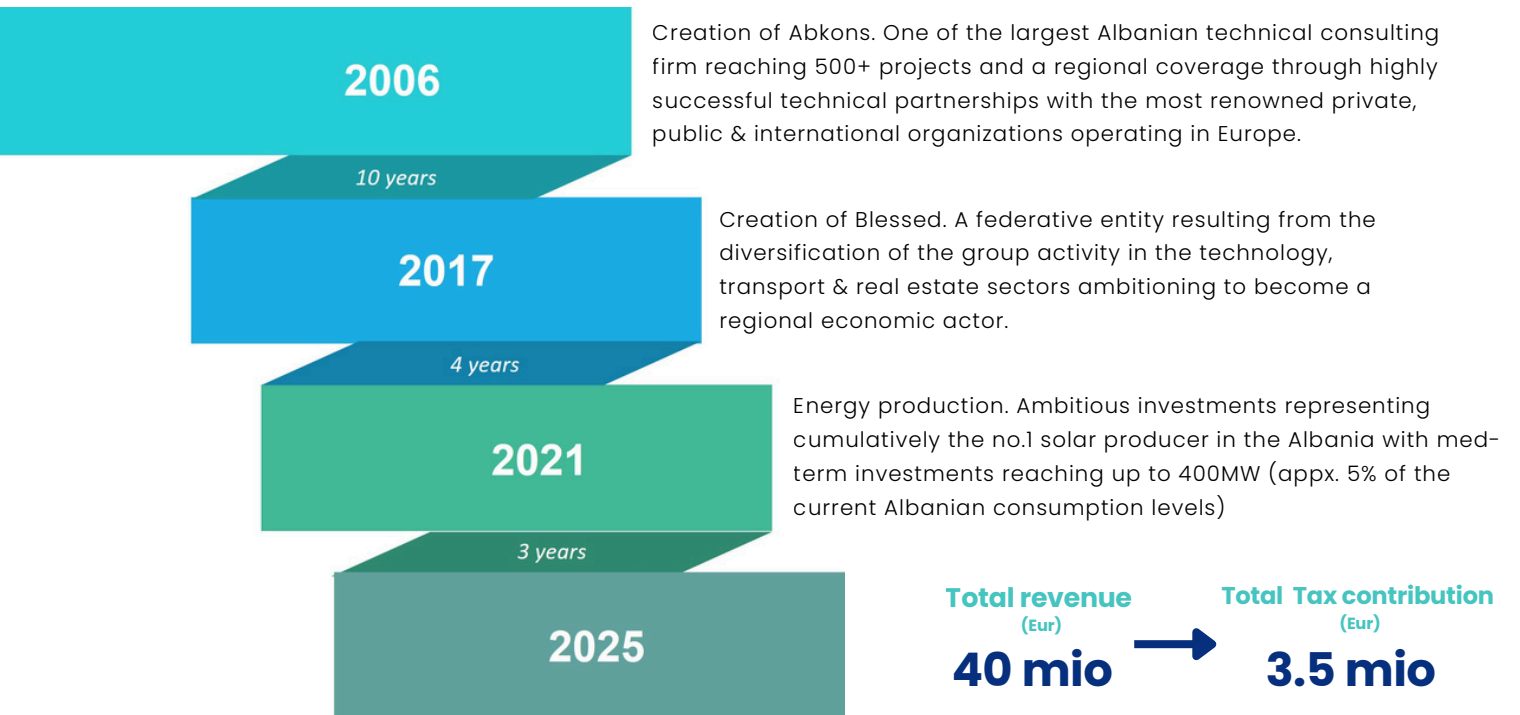 2006
Creation of Abkons. One of the largest Albanian technical consulting
firm reaching 500+ projects and a regional coverage through highly
successful technical partnerships with the most renowned private,
public & international organizations operating in Europe.
10 years
2017
Creation of Blessed. A federative entity resulting from the
diversification of the group activity in the technology,
transport & real estate sectors ambitioning to become a
regional economic actor.
4 years
2021
Energy production. Ambitious investments representing
cumulatively the no.1 solar producer in the Albania with med-
term investments reaching up to 400MW (appx. 5% of the
current Albanian consumption levels)
3 years
2025
Total revenue
(Eur)
40 mio
Total Tax contribution
(Eur)
3.5 mio